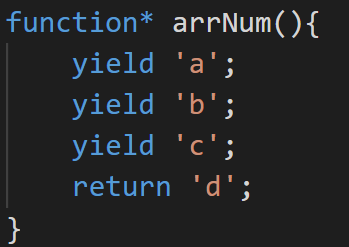 function* arrNum(){
    yield 'a';
    yield 'b';
    yield 'c';
    return 'd';
}